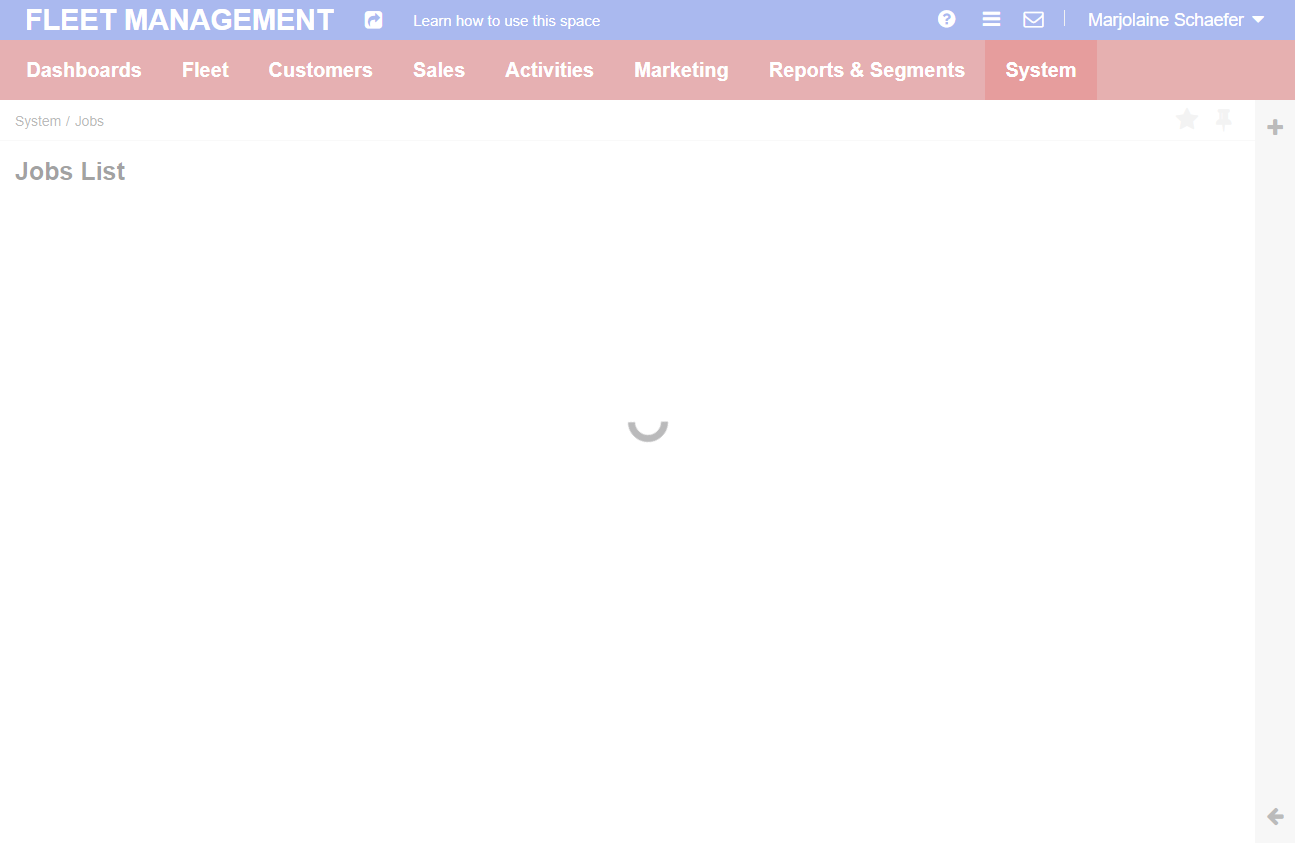 FLEET MANAGEMENT
Learn how to use this space
Marjolaine Schaefer
Dashboards Fleet Customers Sales Activities Marketing Reports & Segments System
System / Jobs
Jobs List